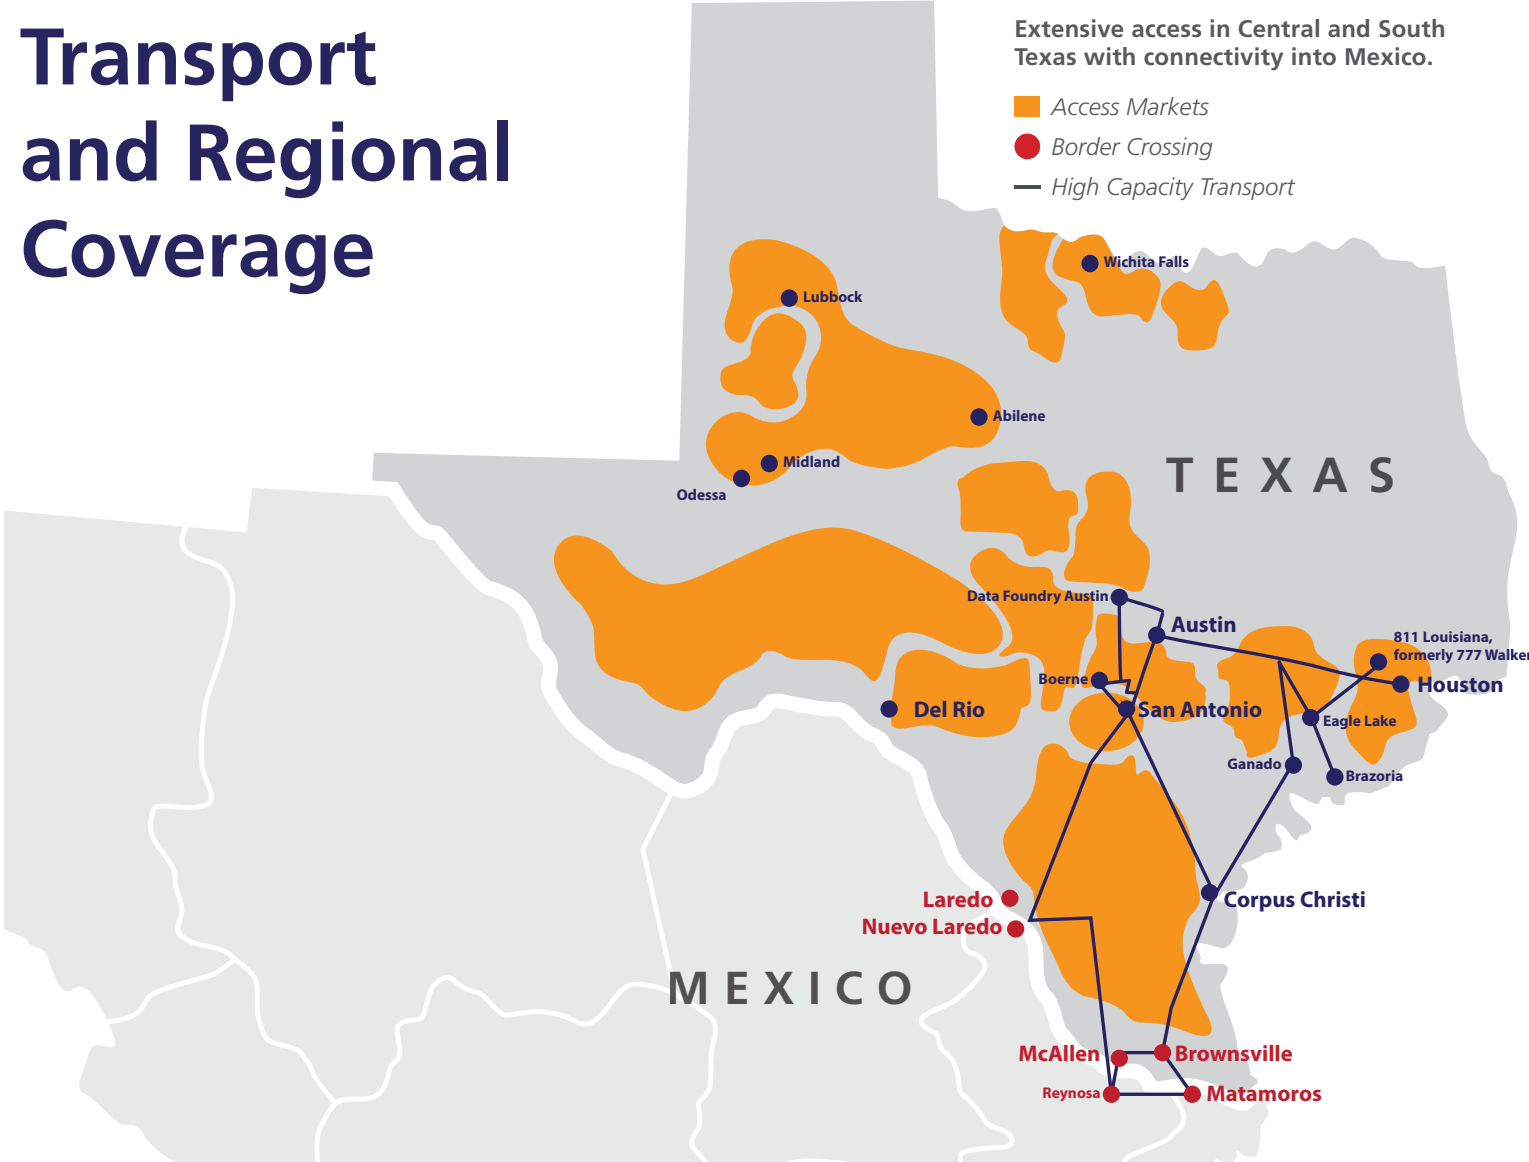 Transport
and Regional
Coverage
Extensive access in Central and South
Texas with connectivity into Mexico.
Access Markets
Border Crossing
High Capacity Transport
Wichita Falls
Lubbock
Abilene
Midland
Odessa
TEXAS
Data Foundry Austin
Austin
811 Louisiana,
formerly 777 Walker
Boerne
Houston
Del Rio
San Antonio
Eagle Lake
Ganado
Brazoria
Laredo
Corpus Christi
Nuevo Laredo
MEXICO
McAllen
Brownsville
Reynosa
Matamoros